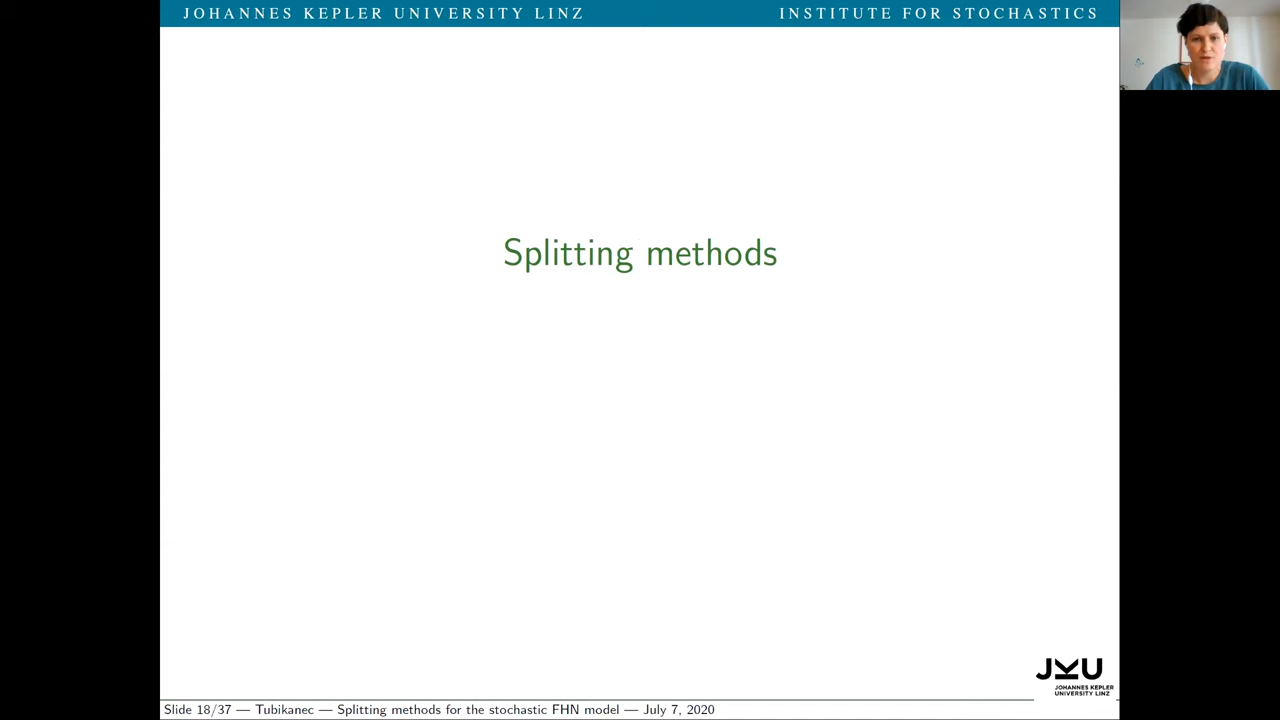 JOHANNES KEPLER UNIVERSITY LINZ
INSTITUTE FOR STOCHASTICS
Splitting methods
JKU
JOHANNES KEPLER
UNIVERSITY LINZ
Slide 18/37 — Tubikanec — Splitting methods for the stochastic FHN model — July 7, 2020